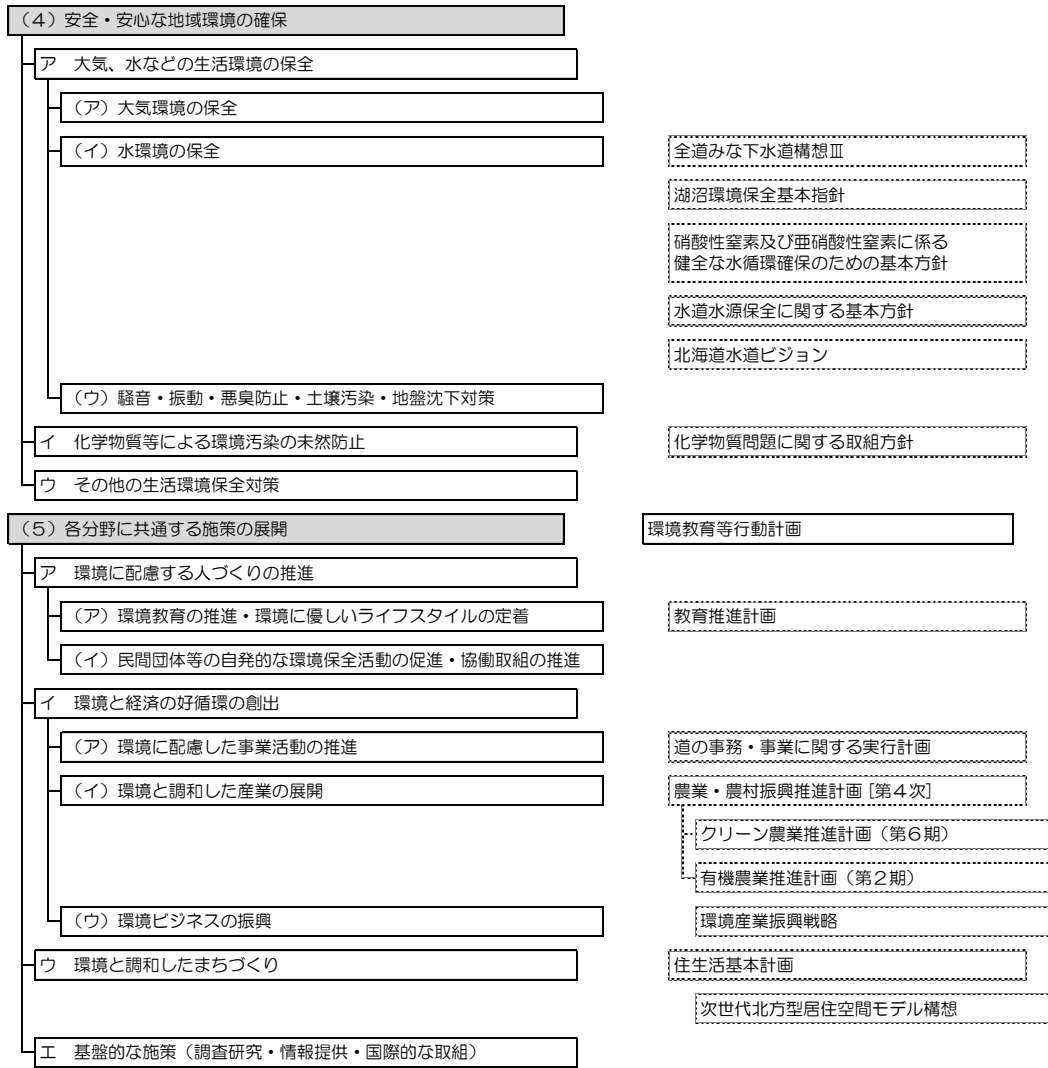 （４）安全・安心な地域環境の確保
ア　大気、水などの生活環境の保全
（ア）大気環境の保全
（イ）水環境の保全
全道みな下水道構想Ⅲ
湖沼環境保全基本指針
硝酸性窒素及び亜硝酸性窒素に係る
健全な水循環確保のための基本方針
水道水源保全に関する基本方針
北海道水道ビジョン
（ウ）騒音・振動・悪臭防止・土壌汚染・地盤沈下対策
イ　化学物質等による環境汚染の未然防止
化学物質問題に関する取組方針
ウ　その他の生活環境保全対策
（５）各分野に共通する施策の展開
環境教育等行動計画
ア　環境に配慮する人づくりの推進
（ア）環境教育の推進・環境に優しいライフスタイルの定着
教育推進計画
（イ）民間団体等の自発的な環境保全活動の促進・協働取組の推進
イ　環境と経済の好循環の創出
（ア）環境に配慮した事業活動の推進
道の事務・事業に関する実行計画
（イ）環境と調和した産業の展開
農業・農村振興推進計画［第４次］
クリーン農業推進計画（第６期）
有機農業推進計画（第２期）
（ウ）環境ビジネスの振興
環境産業振興戦略
ウ　環境と調和したまちづくり
住生活基本計画
次世代北方型居住空間モデル構想
エ　基盤的な施策（調査研究・情報提供・国際的な取組）